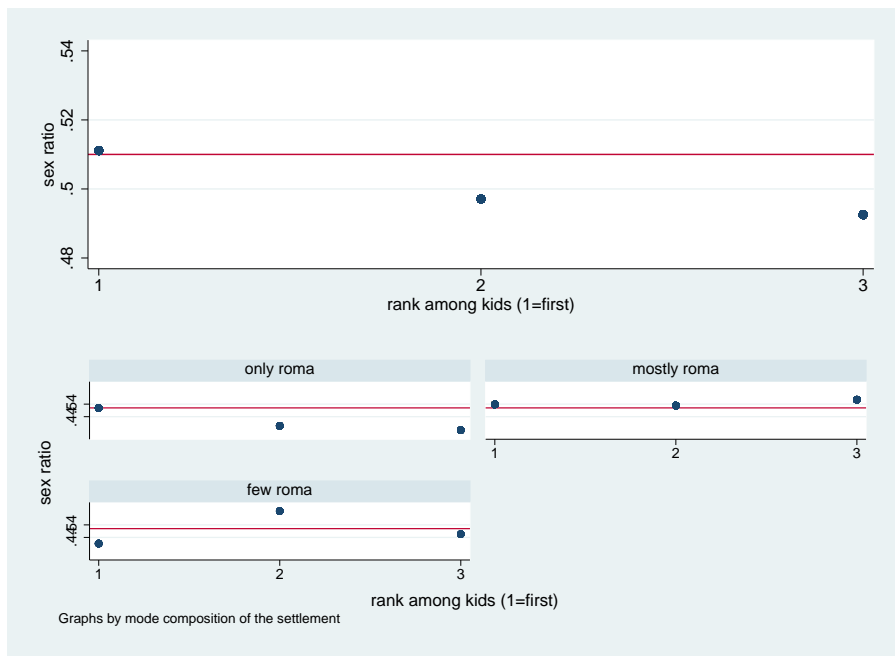 .54
.52
.5
.48
sex ratio
1 2 3
rank among kids (1=first)
only roma
mostly roma
1 2 3
sex ratio
few roma
1 2 3
rank among kids (1=first)
Graphs by mode composition of the settlement